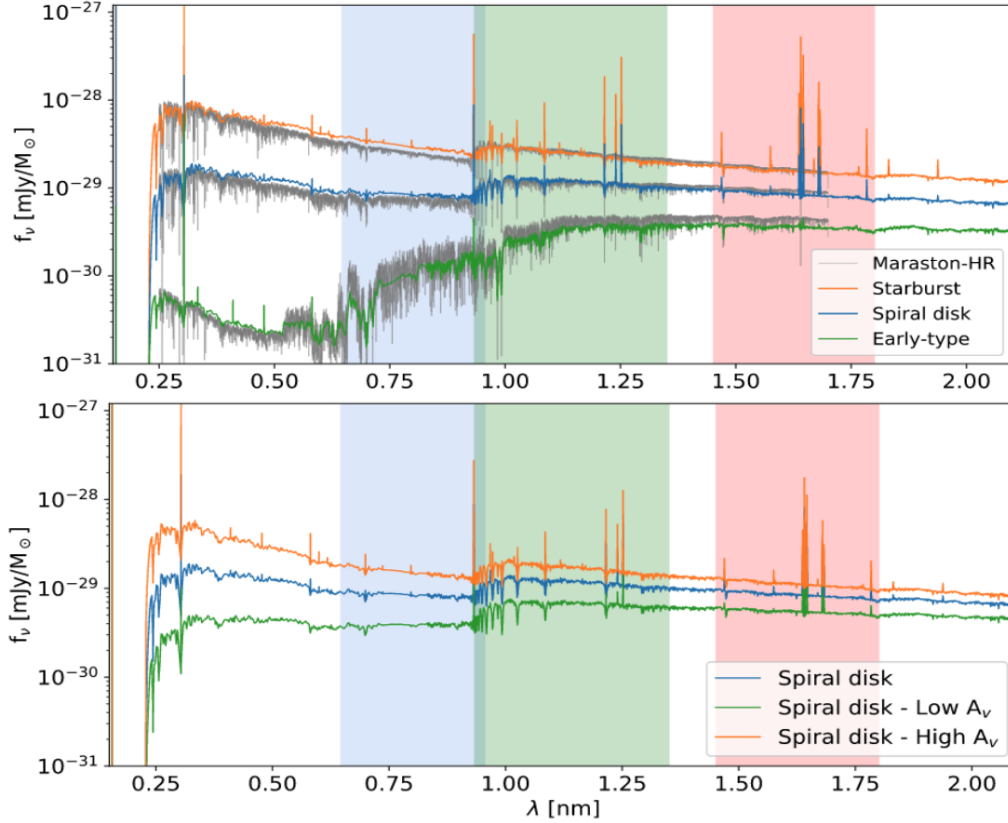 10⁻²⁷
10⁻²⁸
10⁻²⁹
10⁻³⁰
10⁻³¹
f_ν [mJy/M⊙]
Maraston-HR
Starburst
Spiral disk
Early-type
0.25 0.50 0.75 1.00 1.25 1.50 1.75 2.00
10⁻²⁷
10⁻²⁸
10⁻²⁹
10⁻³⁰
10⁻³¹
f_ν [mJy/M⊙]
Spiral disk
Spiral disk - Low A_v
Spiral disk - High A_v
0.25 0.50 0.75 1.00 1.25 1.50 1.75 2.00
λ [nm]